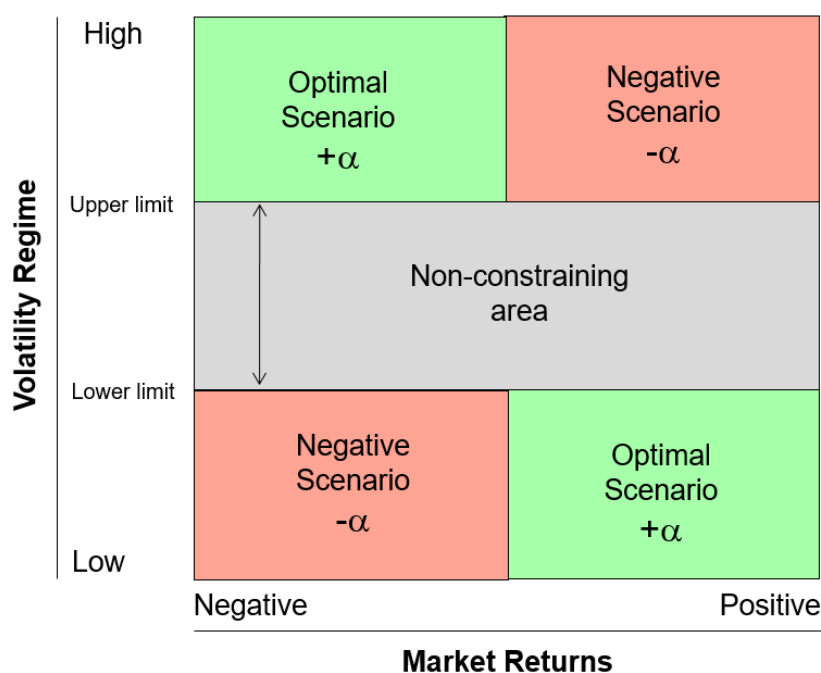 High
Optimal
Scenario
+α
Negative
Scenario
-α
Upper limit
Volatility Regime
Non-constraining
area
Lower limit
Negative
Scenario
-α
Optimal
Scenario
+α
Low
Negative
Positive
Market Returns